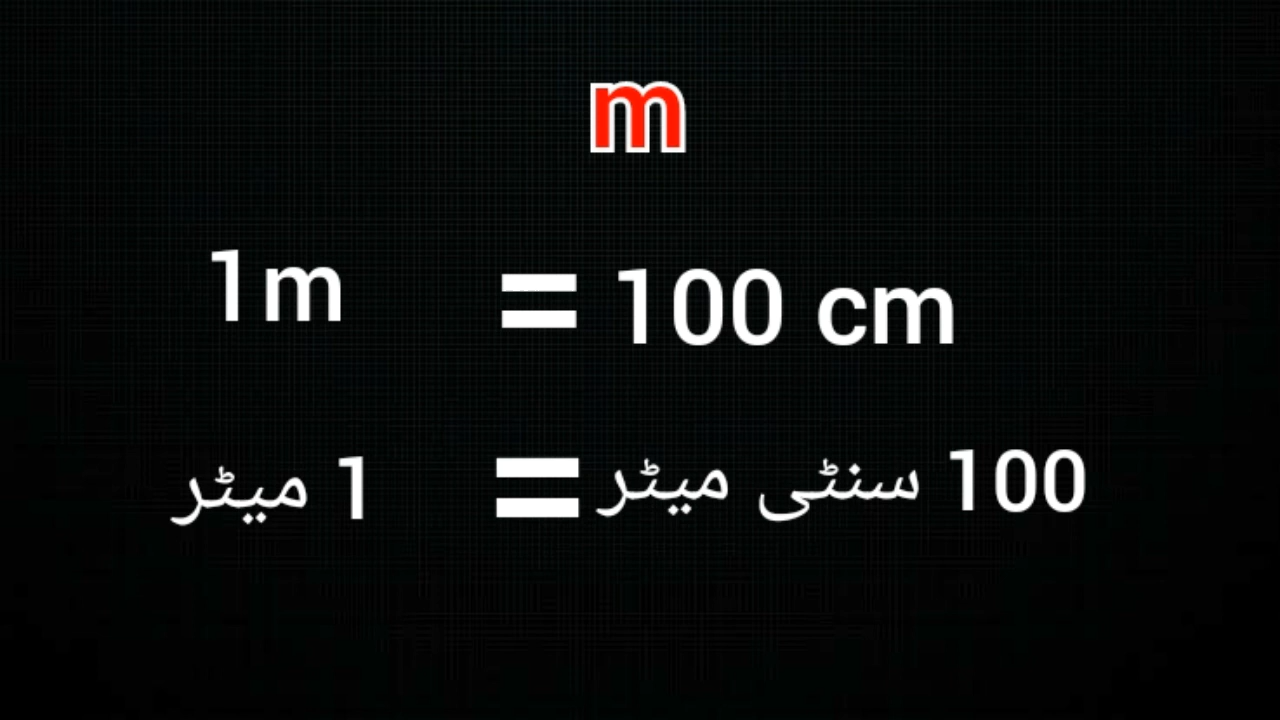 m
1m = 100 cm
1 میٹر = 100 سنٹی میٹر